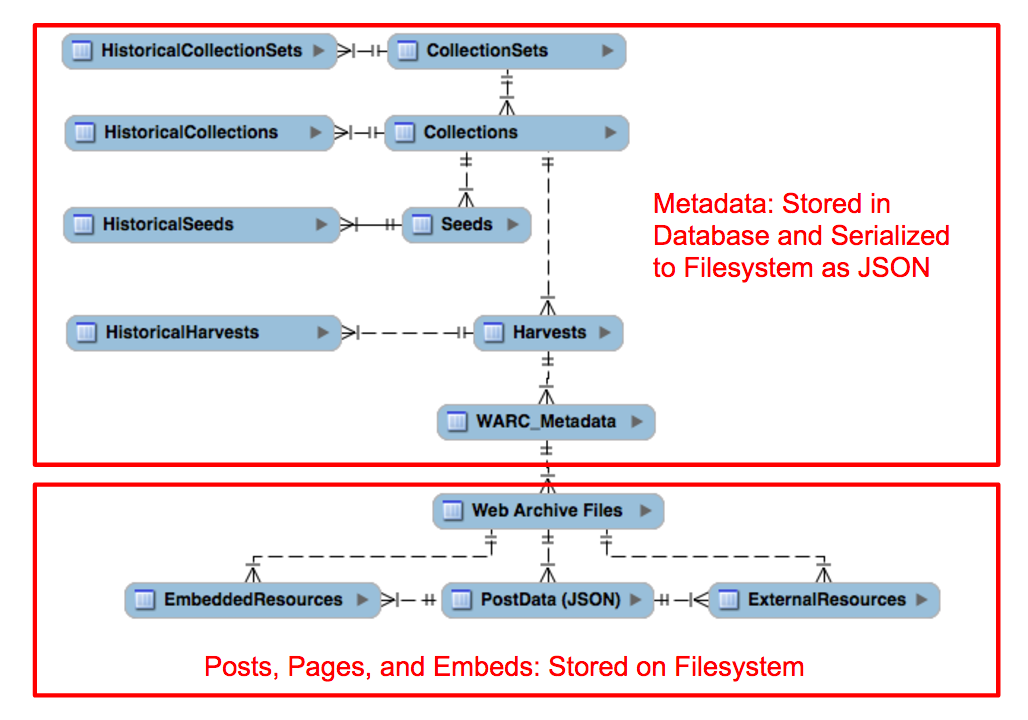 HistoricalCollectionSets
CollectionSets
HistoricalCollections
Collections
HistoricalSeeds
Seeds
Metadata: Stored in
Database and Serialized
to Filesystem as JSON
HistoricalHarvests
Harvests
WARC_Metadata
Web Archive Files
EmbeddedResources
PostData (JSON)
ExternalResources
Posts, Pages, and Embeds: Stored on Filesystem